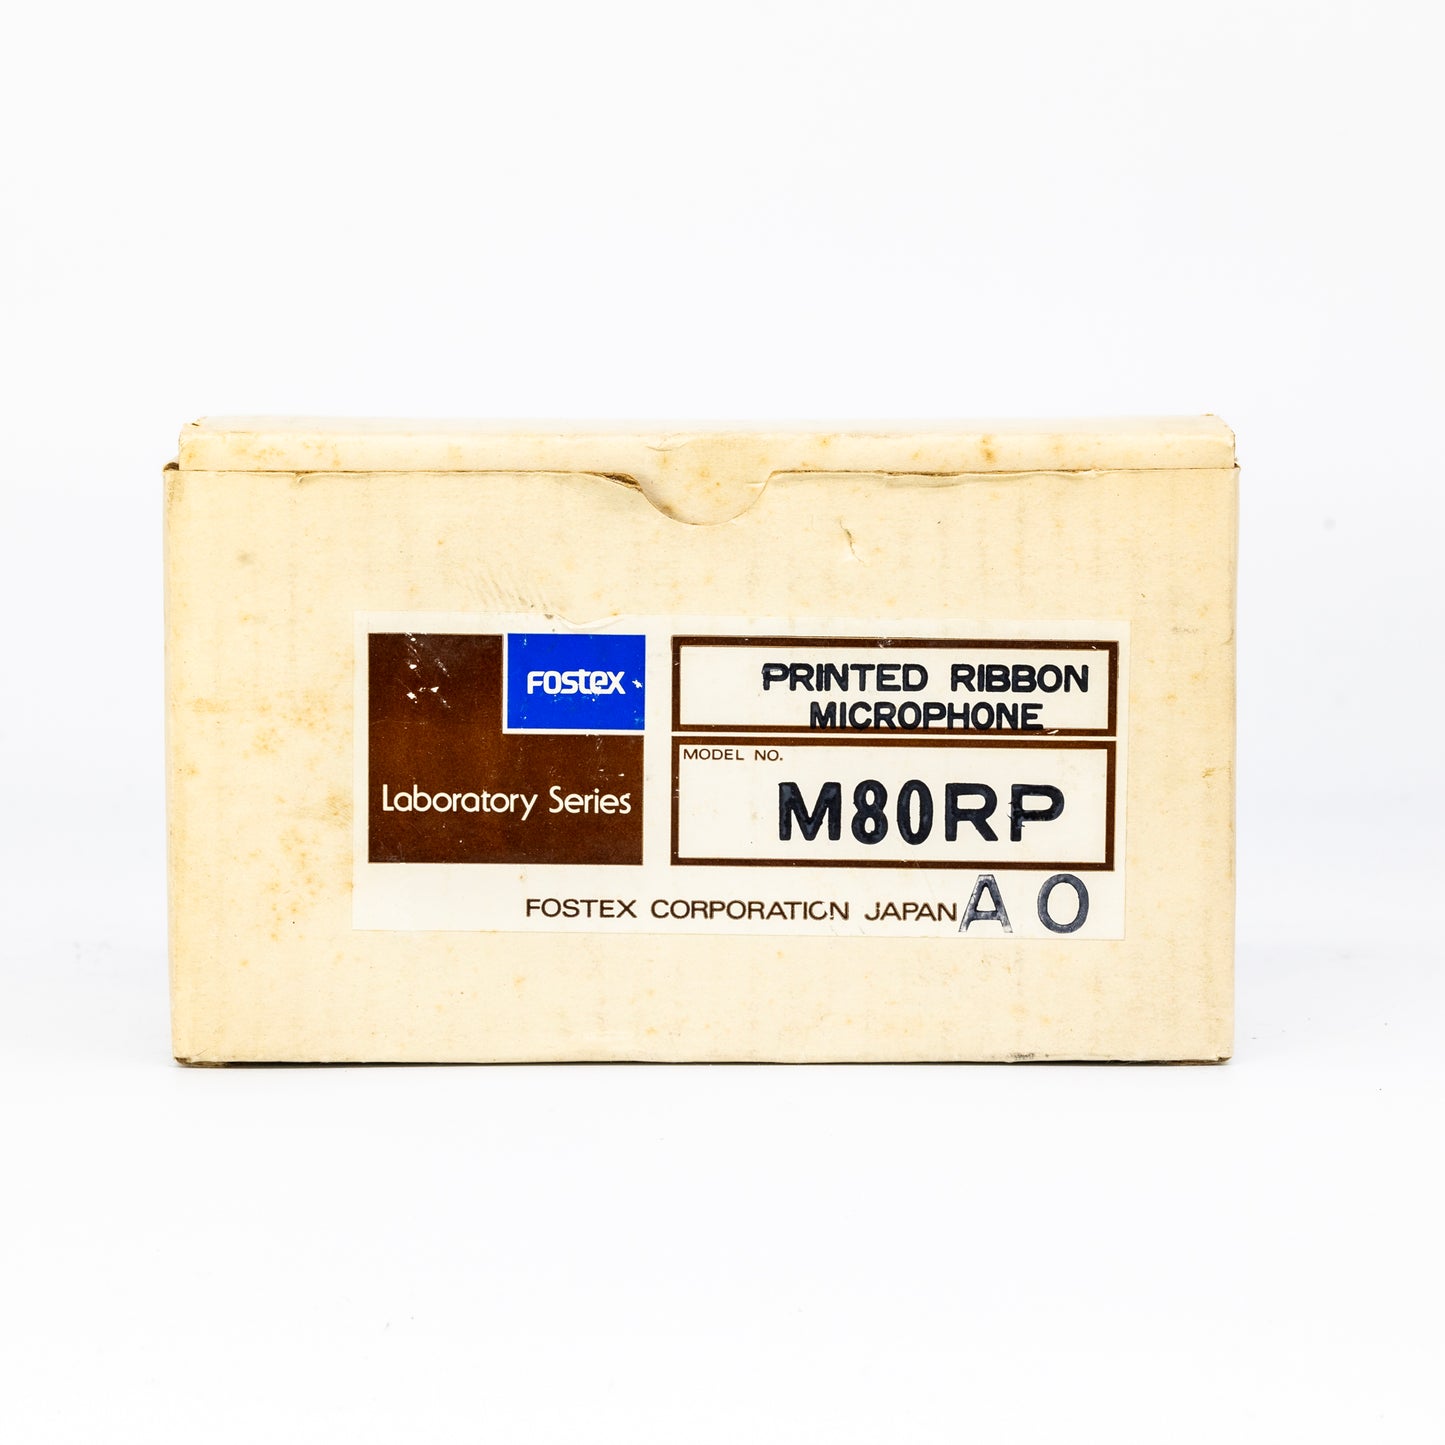 FOSTEX
Laboratory Series
PRINTED RIBBON
MICROPHONE
MODEL NO.
M80RP
FOSTEX CORPORATION JAPAN A O